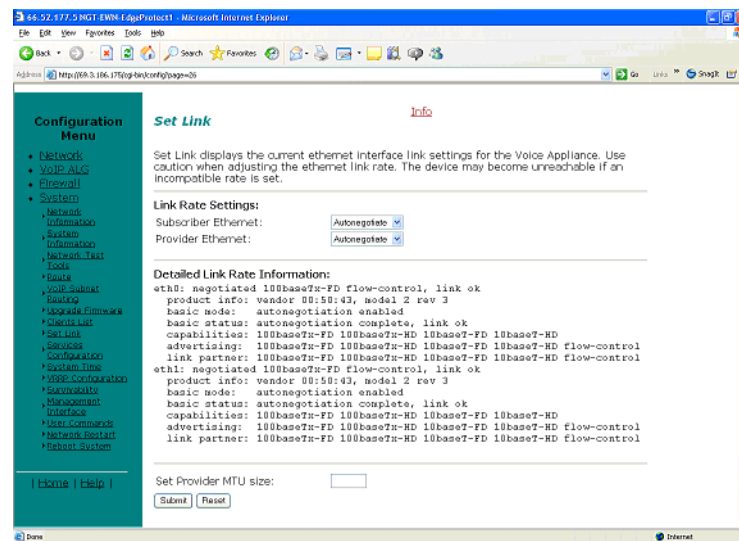 66.52.177.5 NGT-EWN-EdgeProtect1 - Microsoft Internet Explorer
File Edit View Favorites Tools Help
Back Search Favorites
Address http://69.3.186.175/cgi-bin/config?page=26 Go Links » SnagIt
Configuration
Menu
Network
VoIP ALG
Firewall
System
Network
Information
System
Information
Network Test
Tools
Route
VoIP Subnet
Routing
Upgrade Firmware
Clients List
Set Link
Services
Configuration
System Time
VRRP Configuration
Survivability
Management
Interface
User Commands
Network Restart
Reboot System
| Home | Help |
Set Link
Info
Set Link displays the current ethernet interface link settings for the Voice Appliance. Use
caution when adjusting the ethernet link rate. The device may become unreachable if an
incompatible rate is set.
Link Rate Settings:
Subscriber Ethernet: Autonegotiate
Provider Ethernet: Autonegotiate
Detailed Link Rate Information:
eth0: negotiated 100baseTx-FD flow-control, link ok
product info: vendor 00:50:43, model 2 rev 3
basic mode: autonegotiation enabled
basic status: autonegotiation complete, link ok
capabilities: 100baseTx-FD 100baseTx-HD 10baseT-FD 10baseT-HD
advertising: 100baseTx-FD 100baseTx-HD 10baseT-FD 10baseT-HD flow-control
link partner: 100baseTx-FD 100baseTx-HD 10baseT-FD 10baseT-HD flow-control
eth1: negotiated 100baseTx-FD flow-control, link ok
product info: vendor 00:50:43, model 2 rev 3
basic mode: autonegotiation enabled
basic status: autonegotiation complete, link ok
capabilities: 100baseTx-FD 100baseTx-HD 10baseT-FD 10baseT-HD
advertising: 100baseTx-FD 100baseTx-HD 10baseT-FD 10baseT-HD flow-control
link partner: 100baseTx-FD 100baseTx-HD 10baseT-FD 10baseT-HD flow-control
Set Provider MTU size:
Submit Reset
Done Internet